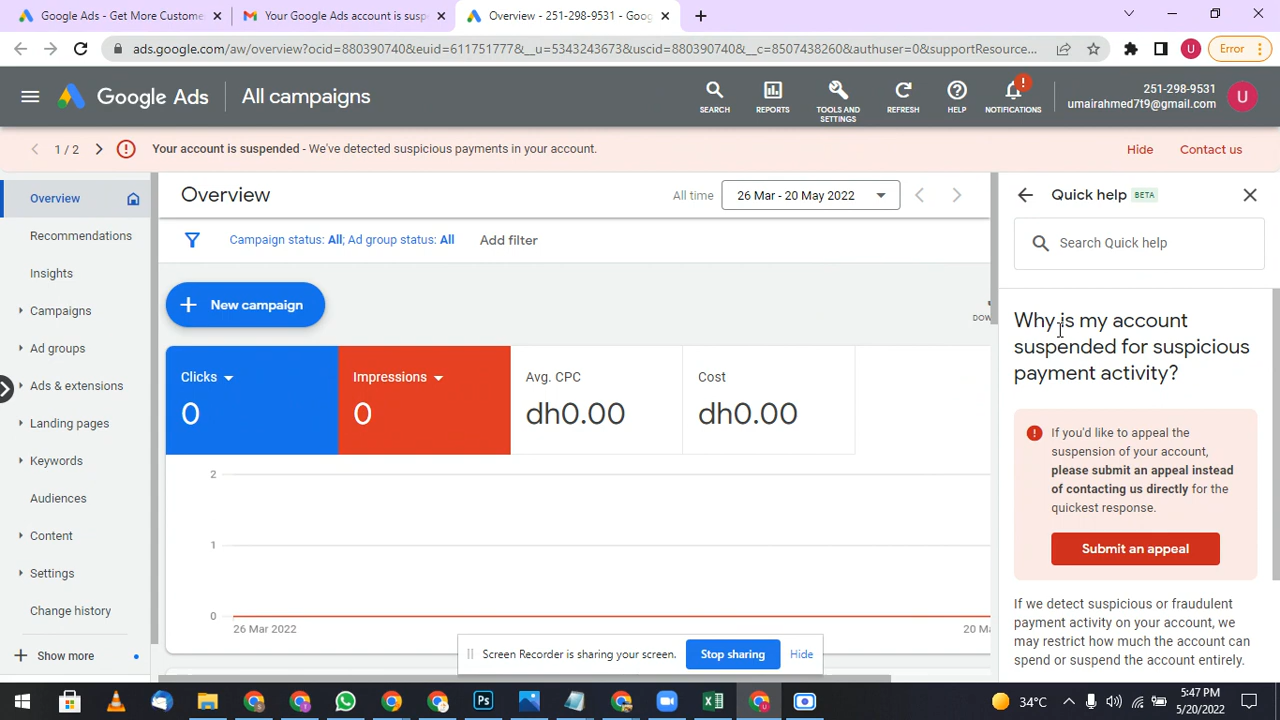 Google Ads - Get More Custome
Your Google Ads account is susp
Overview - 251-298-9531 - Goog
ads.google.com/aw/overview?ocid=880390740&euid=611751777&__u=5343243673&uscid=880390740&__c=8507438260&authuser=0&supportResource...
U
Error
Google Ads
All campaigns
SEARCH
REPORTS
TOOLS AND
SETTINGS
REFRESH
HELP
NOTIFICATIONS
251-298-9531
umairahmed7t9@gmail.com
U
1 / 2
Your account is suspended - We've detected suspicious payments in your account.
Hide
Contact us
Overview
Recommendations
Insights
Campaigns
Ad groups
Ads & extensions
Landing pages
Keywords
Audiences
Content
Settings
Change history
Show more
Overview
All time
26 Mar - 20 May 2022
Campaign status: All; Ad group status: All
Add filter
New campaign
Clicks
0
Impressions
0
Avg. CPC
dh0.00
Cost
dh0.00
2
1
0
26 Mar 2022
20 Ma
Quick help BETA
Search Quick help
Why is my account
suspended for suspicious
payment activity?
If you'd like to appeal the
suspension of your account,
please submit an appeal instead
of contacting us directly for the
quickest response.
Submit an appeal
If we detect suspicious or fraudulent
payment activity on your account, we
may restrict how much the account can
spend or suspend the account entirely.
Screen Recorder is sharing your screen.
Stop sharing
Hide
Ps
34°C
5:47 PM
5/20/2022